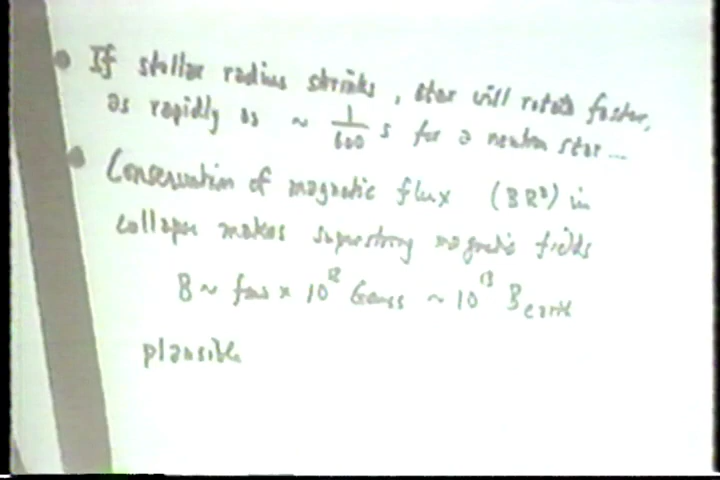 • If stellar radius shrinks, star will rotate faster,
as rapidly as ~ 1/600 s for a neutron star...
• Conservation of magnetic flux (BR²) in
collapse makes superstrong magnetic fields
B ~ few × 10¹² Gauss ~ 10¹³ B earth
plausible